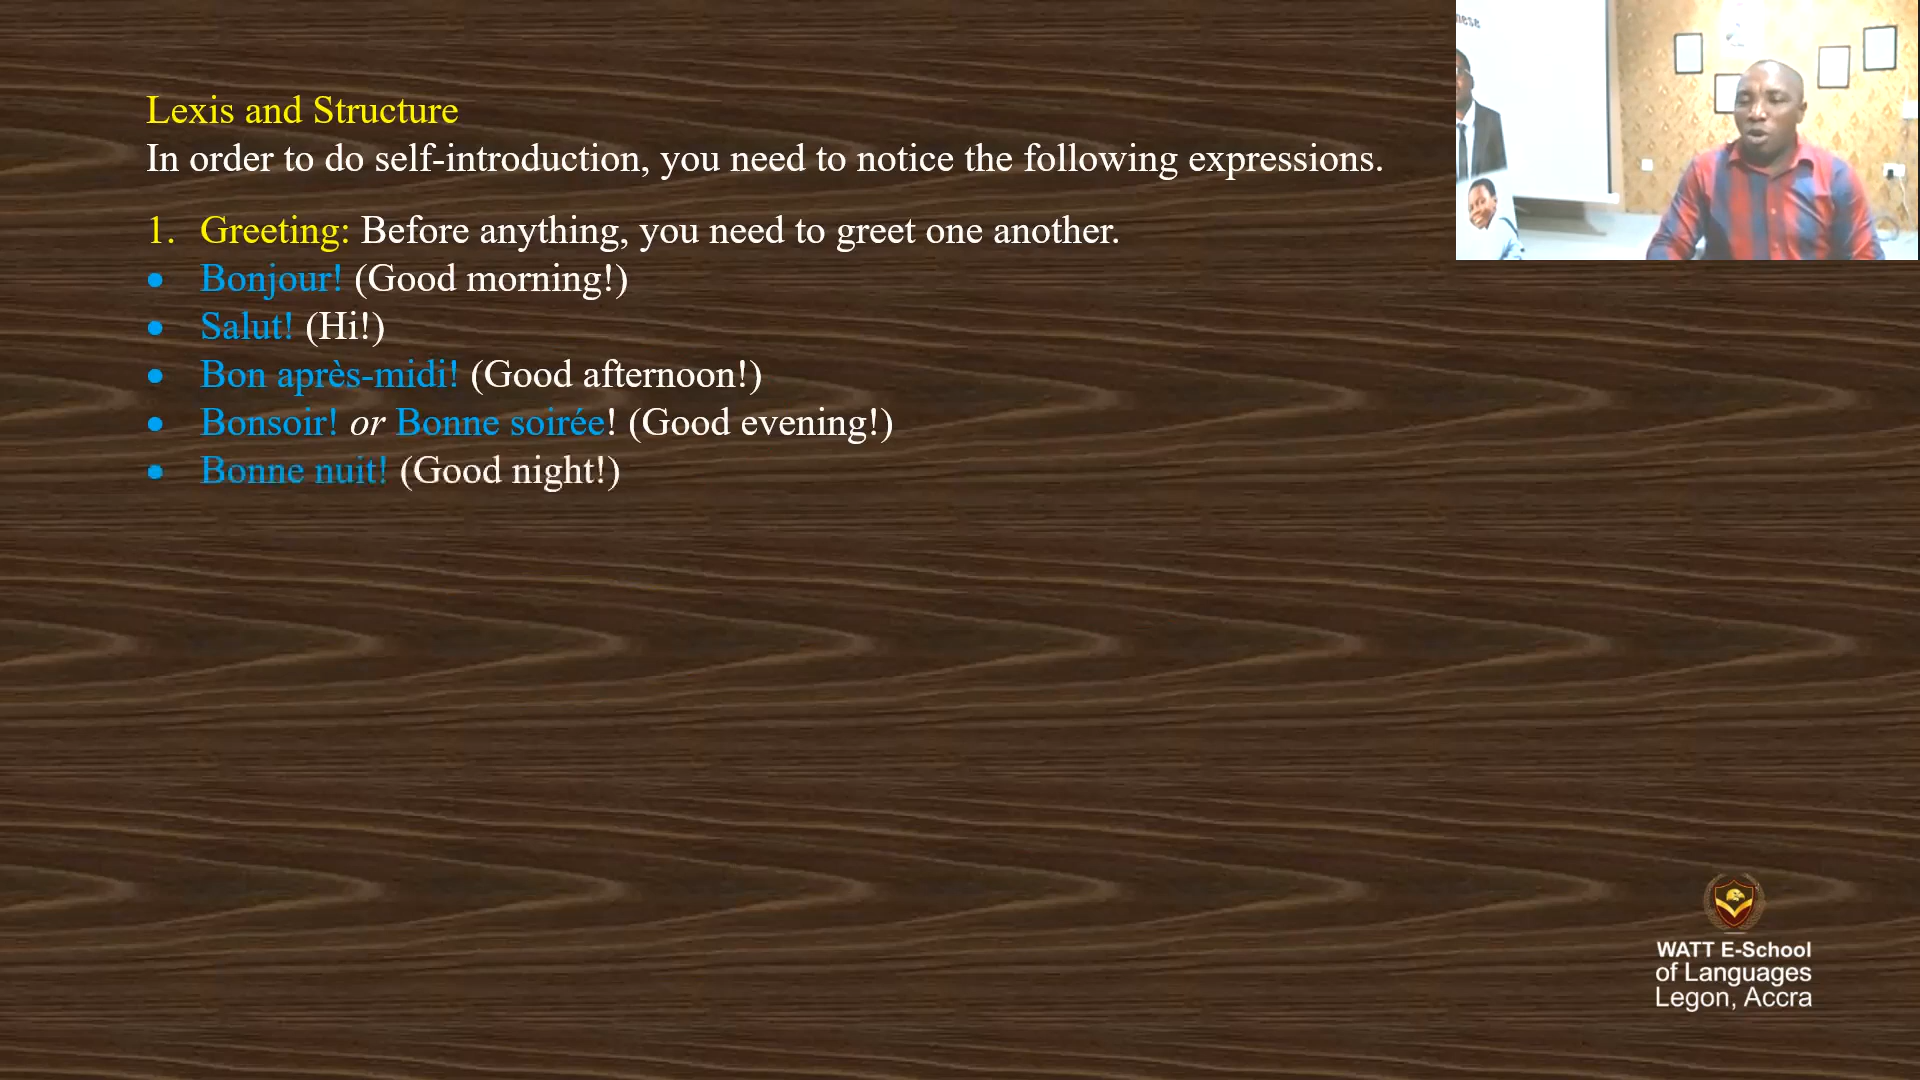 Lexis and Structure
In order to do self-introduction, you need to notice the following expressions.
1. Greeting: Before anything, you need to greet one another.
• Bonjour! (Good morning!)
• Salut! (Hi!)
• Bon après-midi! (Good afternoon!)
• Bonsoir! or Bonne soirée! (Good evening!)
• Bonne nuit! (Good night!)
WATT E-School
of Languages
Legon, Accra